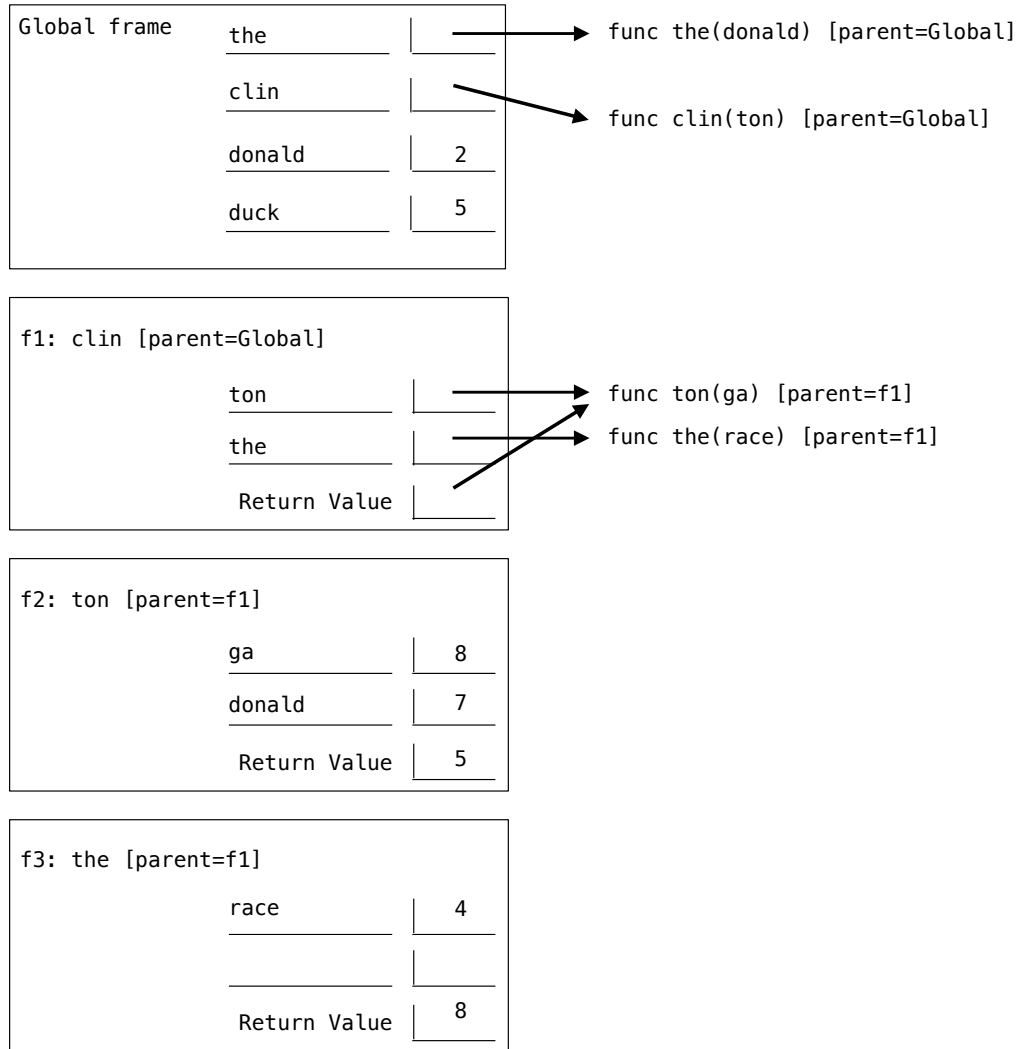 Global frame
the
func the(donald) [parent=Global]
clin
func clin(ton) [parent=Global]
donald 2
duck 5
f1: clin [parent=Global]
ton
func ton(ga) [parent=f1]
the
func the(race) [parent=f1]
Return Value
f2: ton [parent=f1]
ga 8
donald 7
Return Value 5
f3: the [parent=f1]
race 4
Return Value 8